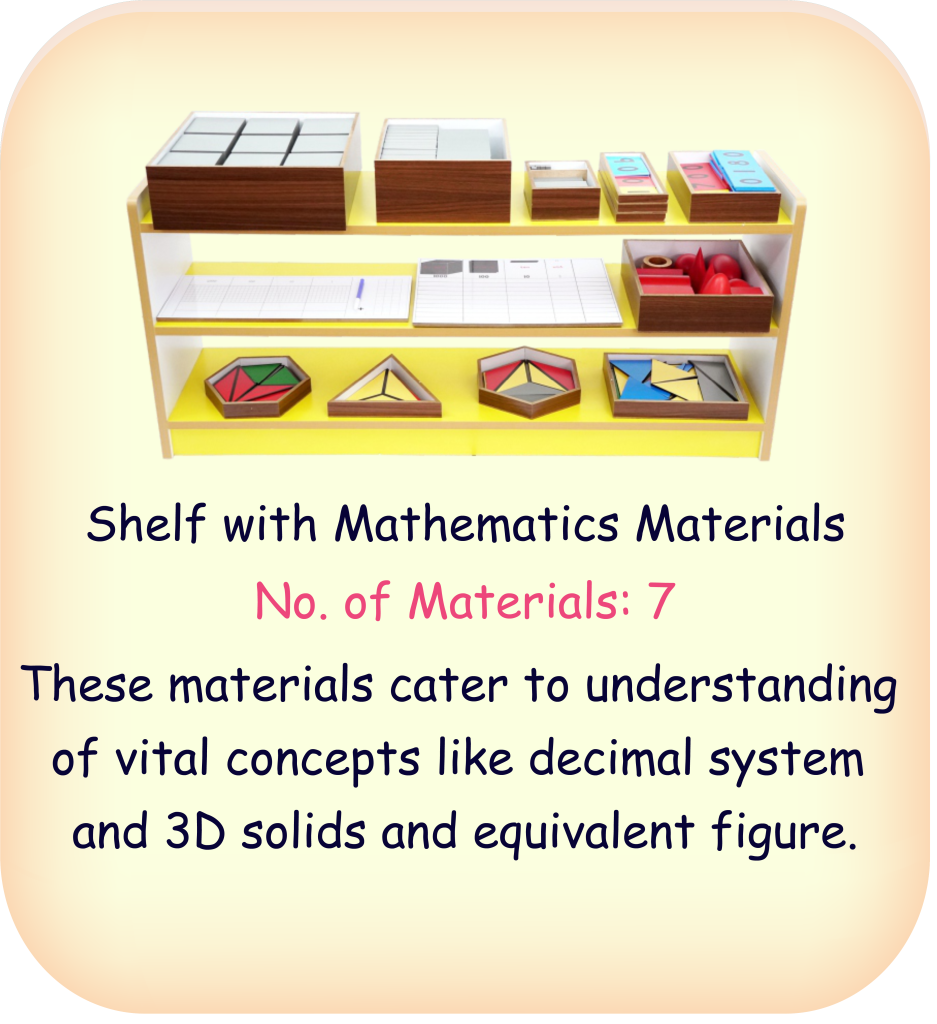 Shelf with Mathematics Materials
No. of Materials: 7
These materials cater to understanding
of vital concepts like decimal system
and 3D solids and equivalent figure.